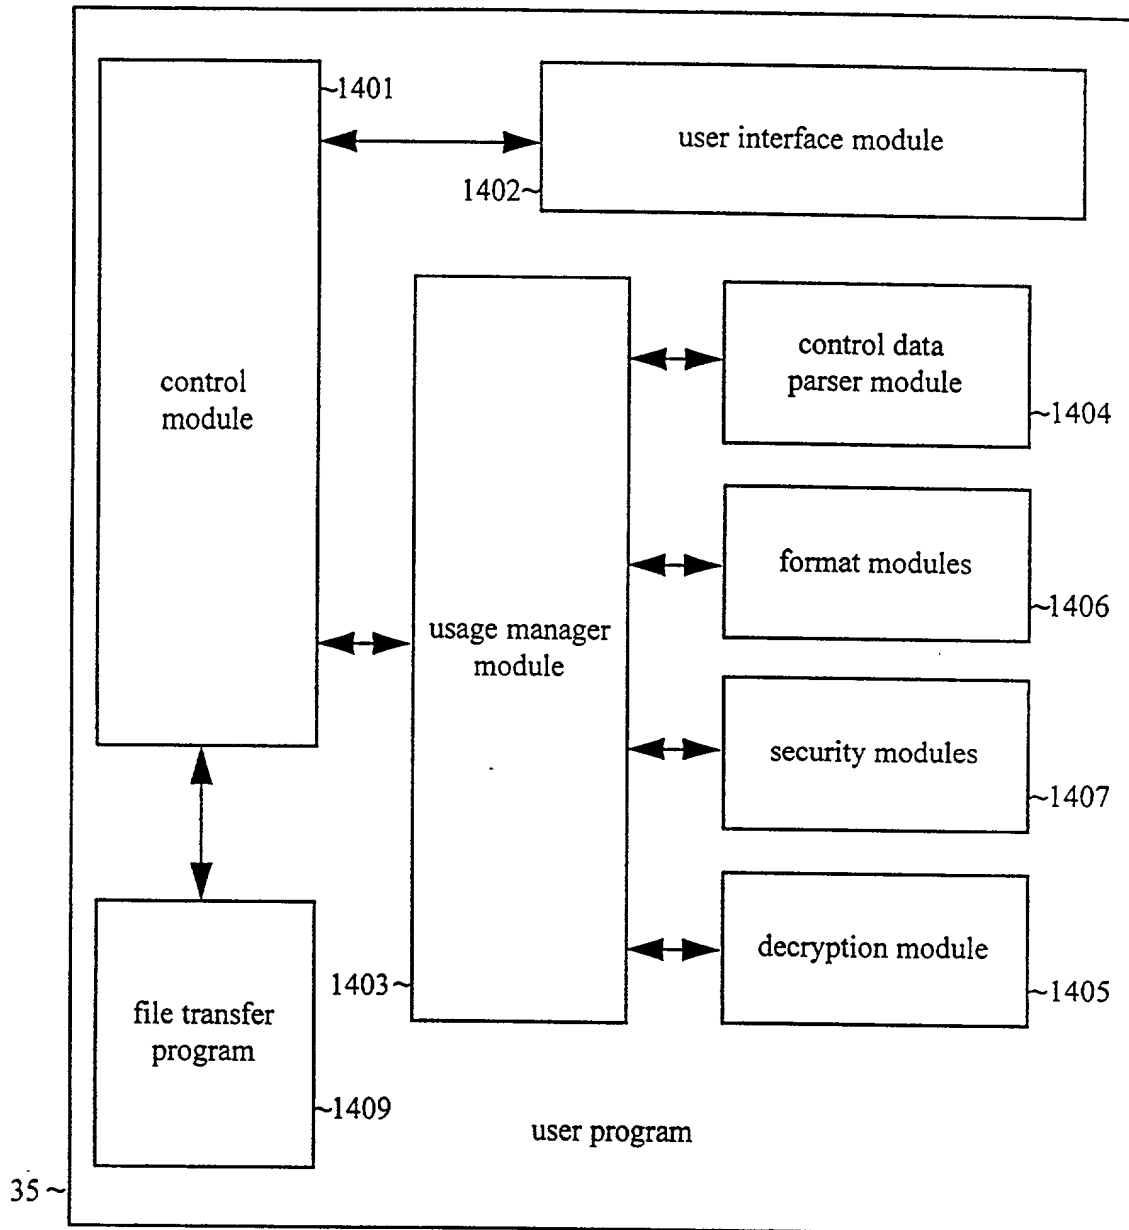 1401
user interface module
1402
control data
parser module
1404
control
module
format modules
1406
usage manager
module
security modules
1407
decryption module
1403
1405
file transfer
program
1409
user program
35